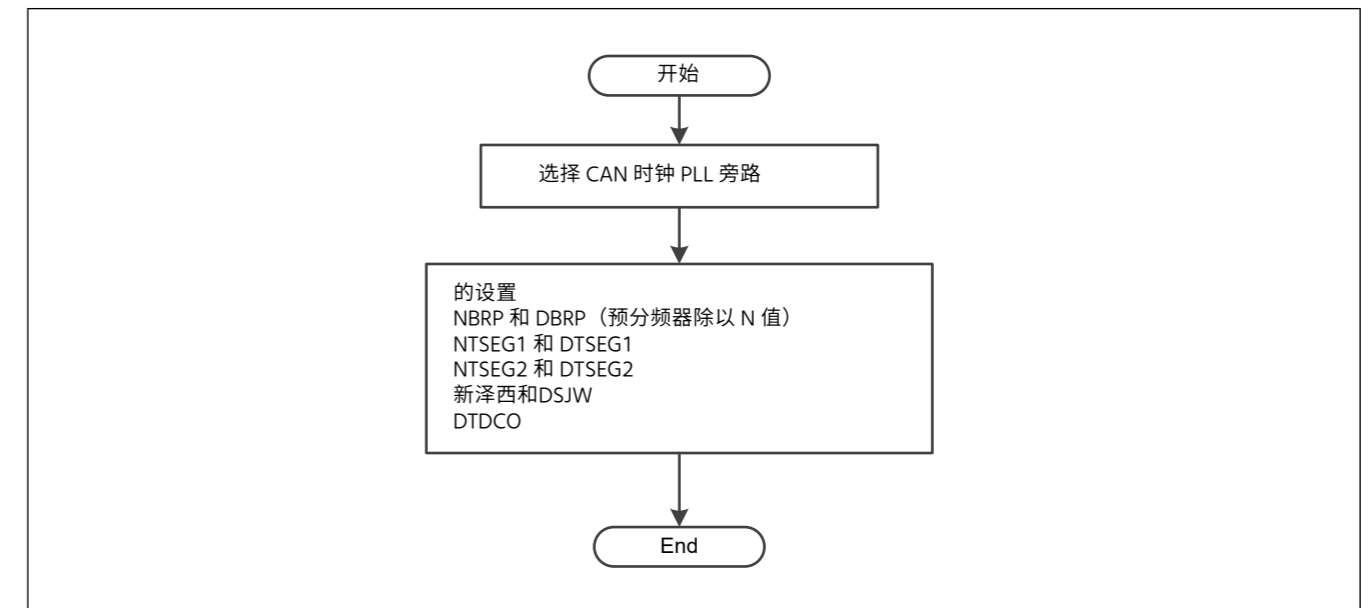 开始
选择 CAN 时钟 PLL 旁路
的设置
NBRP 和 DBRP（预分频器除以 N 值）
NTSEG1 和 DTSEG1
NTSEG2 和 DTSEG2
新泽西和DSJW
DTDCO
End